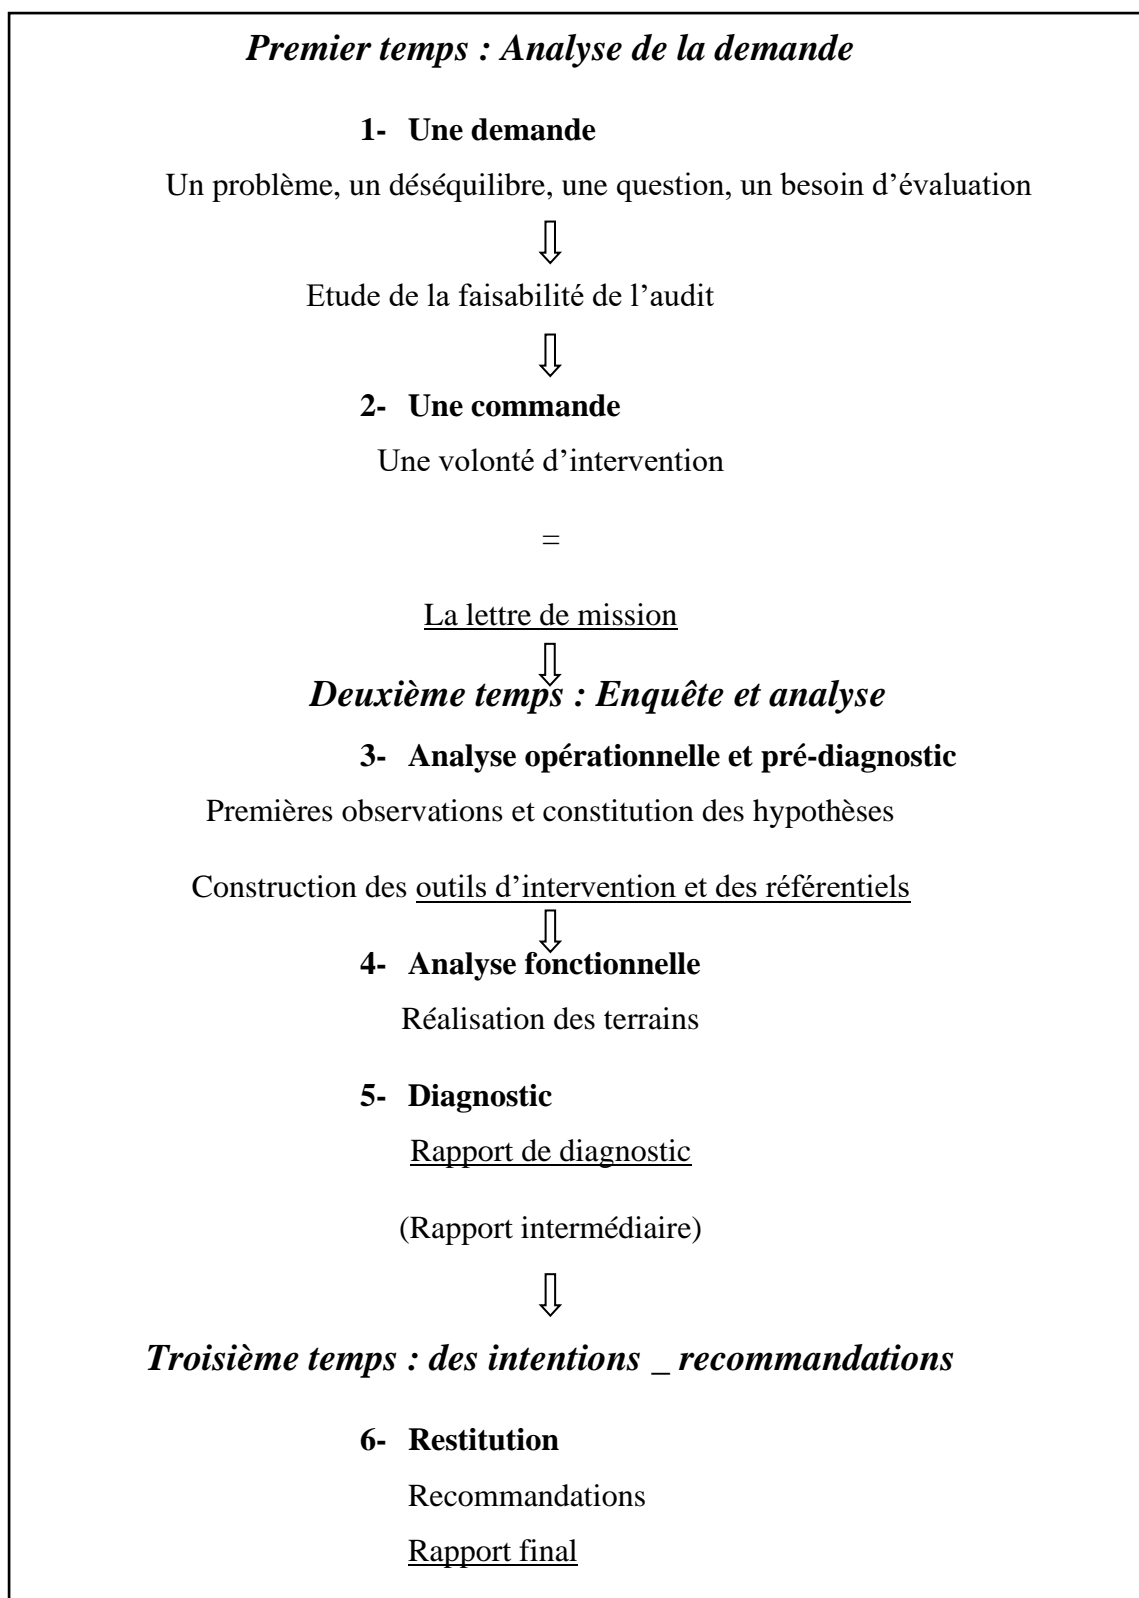 Premier temps : Analyse de la demande
1- Une demande
Un problème, un déséquilibre, une question, un besoin d’évaluation
Etude de la faisabilité de l’audit
2- Une commande
Une volonté d’intervention
=
La lettre de mission
Deuxième temps : Enquête et analyse
3- Analyse opérationnelle et pré-diagnostic
Premières observations et constitution des hypothèses
Construction des outils d’intervention et des référentiels
4- Analyse fonctionnelle
Réalisation des terrains
5- Diagnostic
Rapport de diagnostic
(Rapport intermédiaire)
Troisième temps : des intentions _ recommandations
6- Restitution
Recommandations
Rapport final